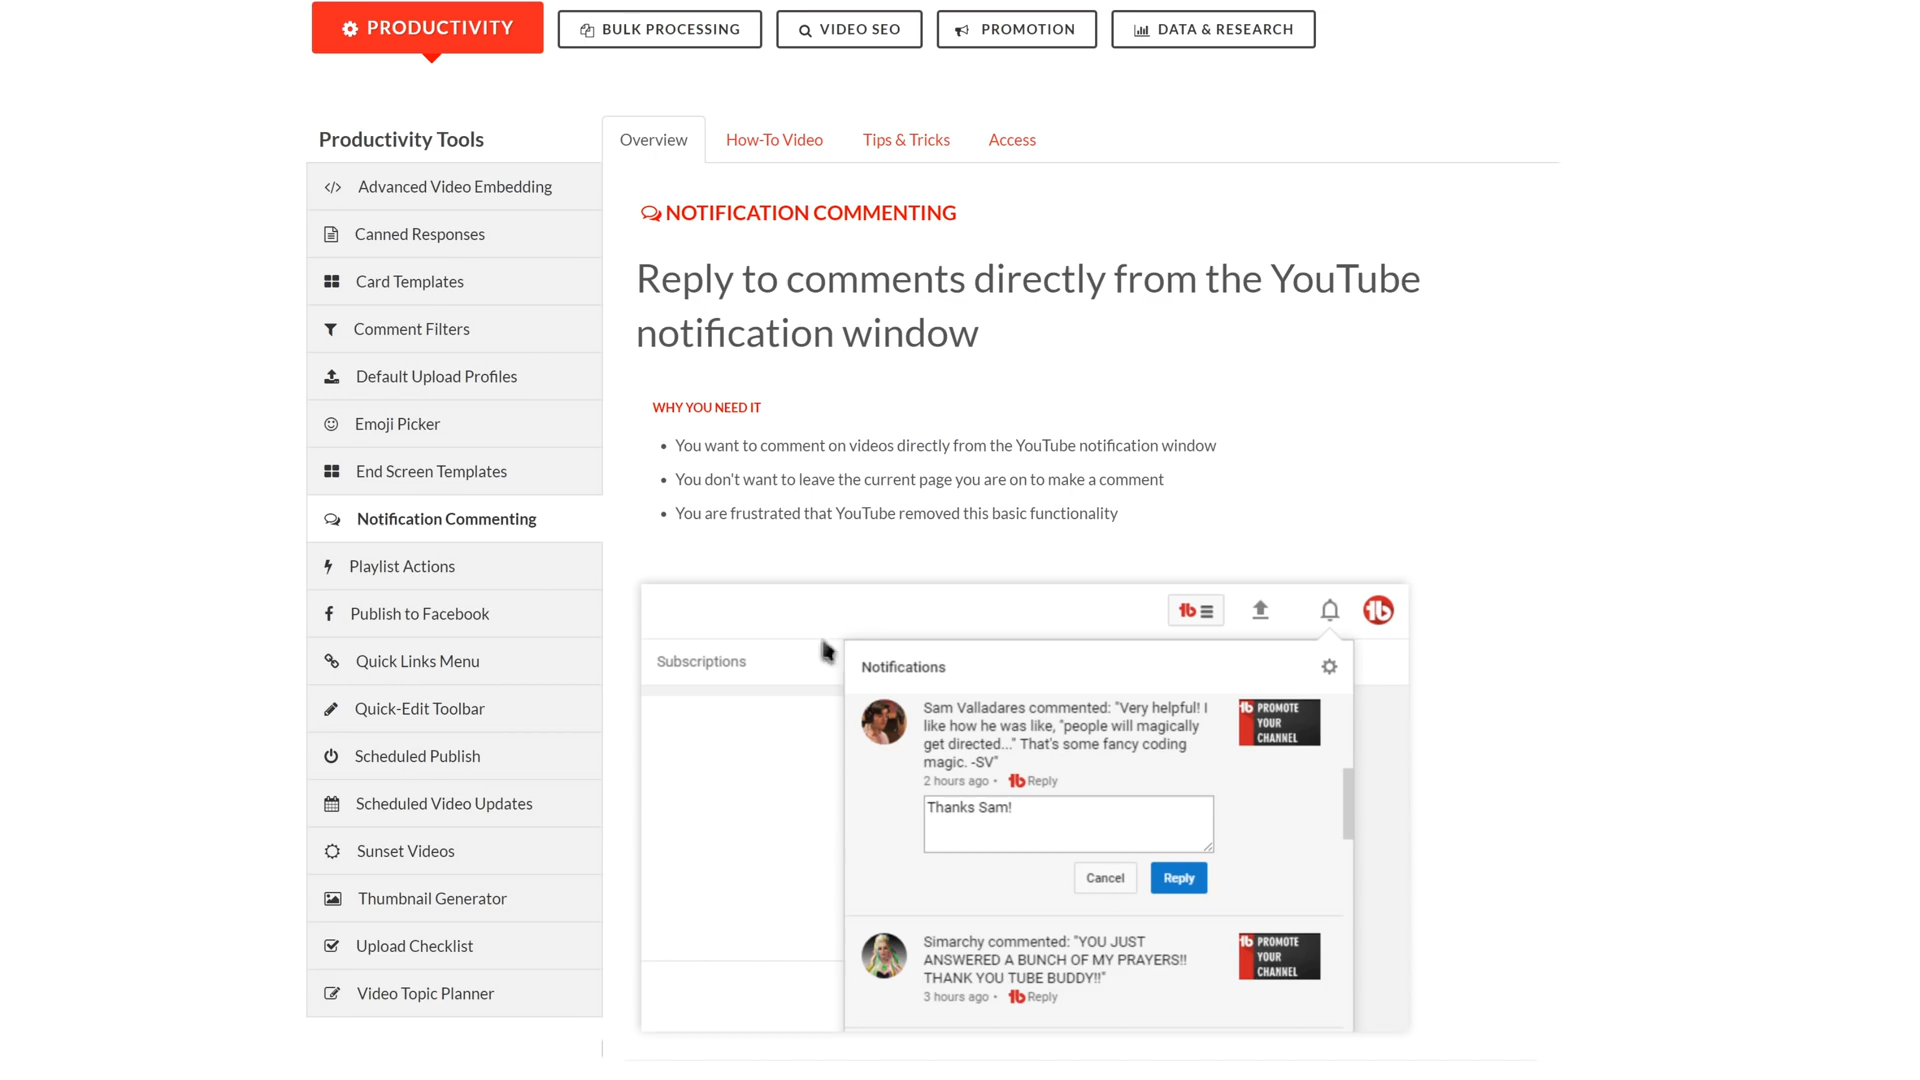 PRODUCTIVITY
BULK PROCESSING
VIDEO SEO
PROMOTION
DATA & RESEARCH
Productivity Tools
Advanced Video Embedding
Canned Responses
Card Templates
Comment Filters
Default Upload Profiles
Emoji Picker
End Screen Templates
Notification Commenting
Playlist Actions
Publish to Facebook
Quick Links Menu
Quick-Edit Toolbar
Scheduled Publish
Scheduled Video Updates
Sunset Videos
Thumbnail Generator
Upload Checklist
Video Topic Planner
Overview
How-To Video
Tips & Tricks
Access
NOTIFICATION COMMENTING
Reply to comments directly from the YouTube
notification window
WHY YOU NEED IT
• You want to comment on videos directly from the YouTube notification window
• You don't want to leave the current page you are on to make a comment
• You are frustrated that YouTube removed this basic functionality
tb
tb
Subscriptions
Notifications
Sam Valladares commented: "Very helpful! I
like how he was like, "people will magically
get directed..." That's some fancy coding
magic. -SV"
2 hours ago • tb Reply
tb PROMOTE
YOUR
CHANNEL
Thanks Sam!
Cancel
Reply
Simarchy commented: "YOU JUST
ANSWERED A BUNCH OF MY PRAYERS!!
THANK YOU TUBE BUDDY!!"
3 hours ago • tb Reply
tb PROMOTE
YOUR
CHANNEL